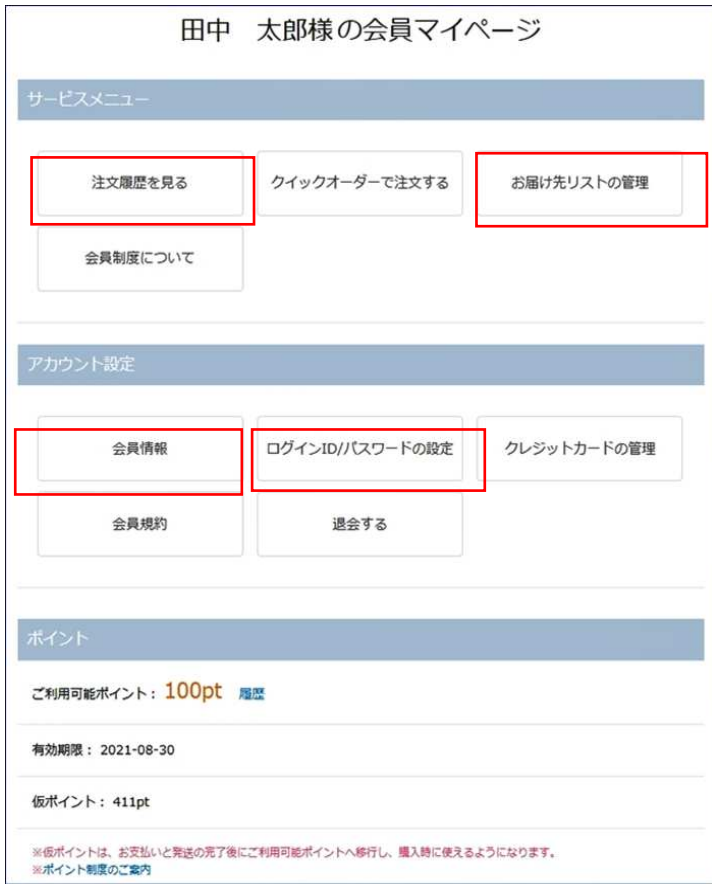 田中　太郎様の会員マイページ
サービスメニュー
注文履歴を見る　クイックオーダーで注文する　お届け先リストの管理
会員制度について
アカウント設定
会員情報　ログインID/パスワードの設定　クレジットカードの管理
会員規約　退会する
ポイント
ご利用可能ポイント： 100pt 履歴
有効期限： 2021-08-30
仮ポイント： 411pt
※仮ポイントは、お支払いと発送の完了後にご利用可能ポイントへ移行し、購入時に使えるようになります。
※ポイント制度のご案内